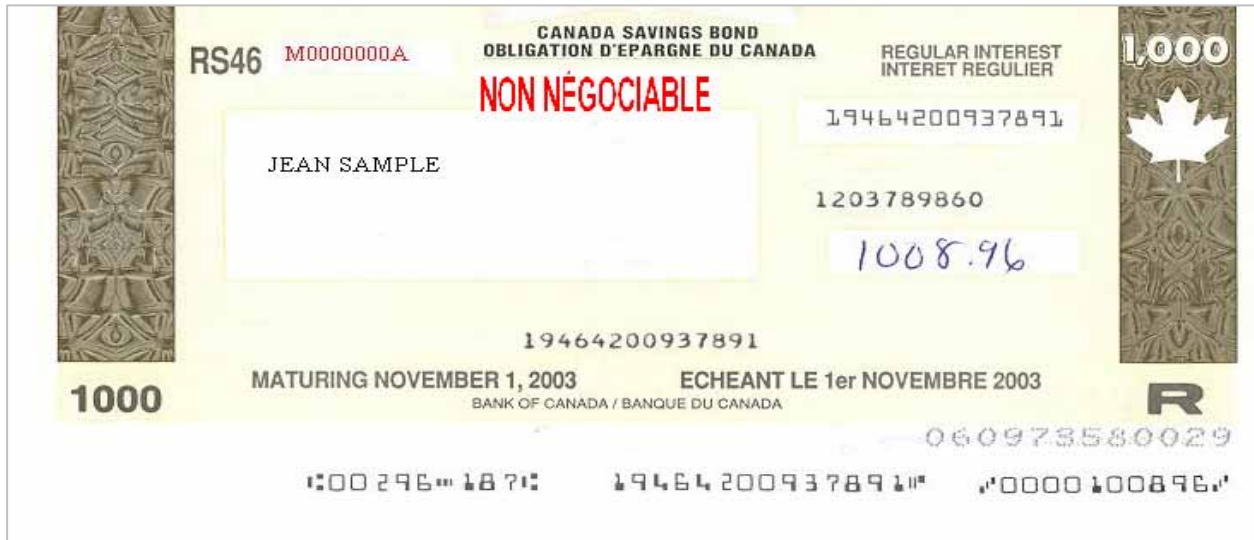 CANADA SAVINGS BOND
OBLIGATION D'EPARGNE DU CANADA
RS46 M0000000A
REGULAR INTEREST
INTERET REGULIER
1,000
NON NÉGOCIABLE
19464200937891
JEAN SAMPLE
1203789860
1008.96
19464200937891
MATURING NOVEMBER 1, 2003 ECHEANT LE 1er NOVEMBRE 2003
1000
BANK OF CANADA / BANQUE DU CANADA
R
060973580029
⑆00296⑉187⑆ 19464200937891⑈ ⑇0000100896⑇